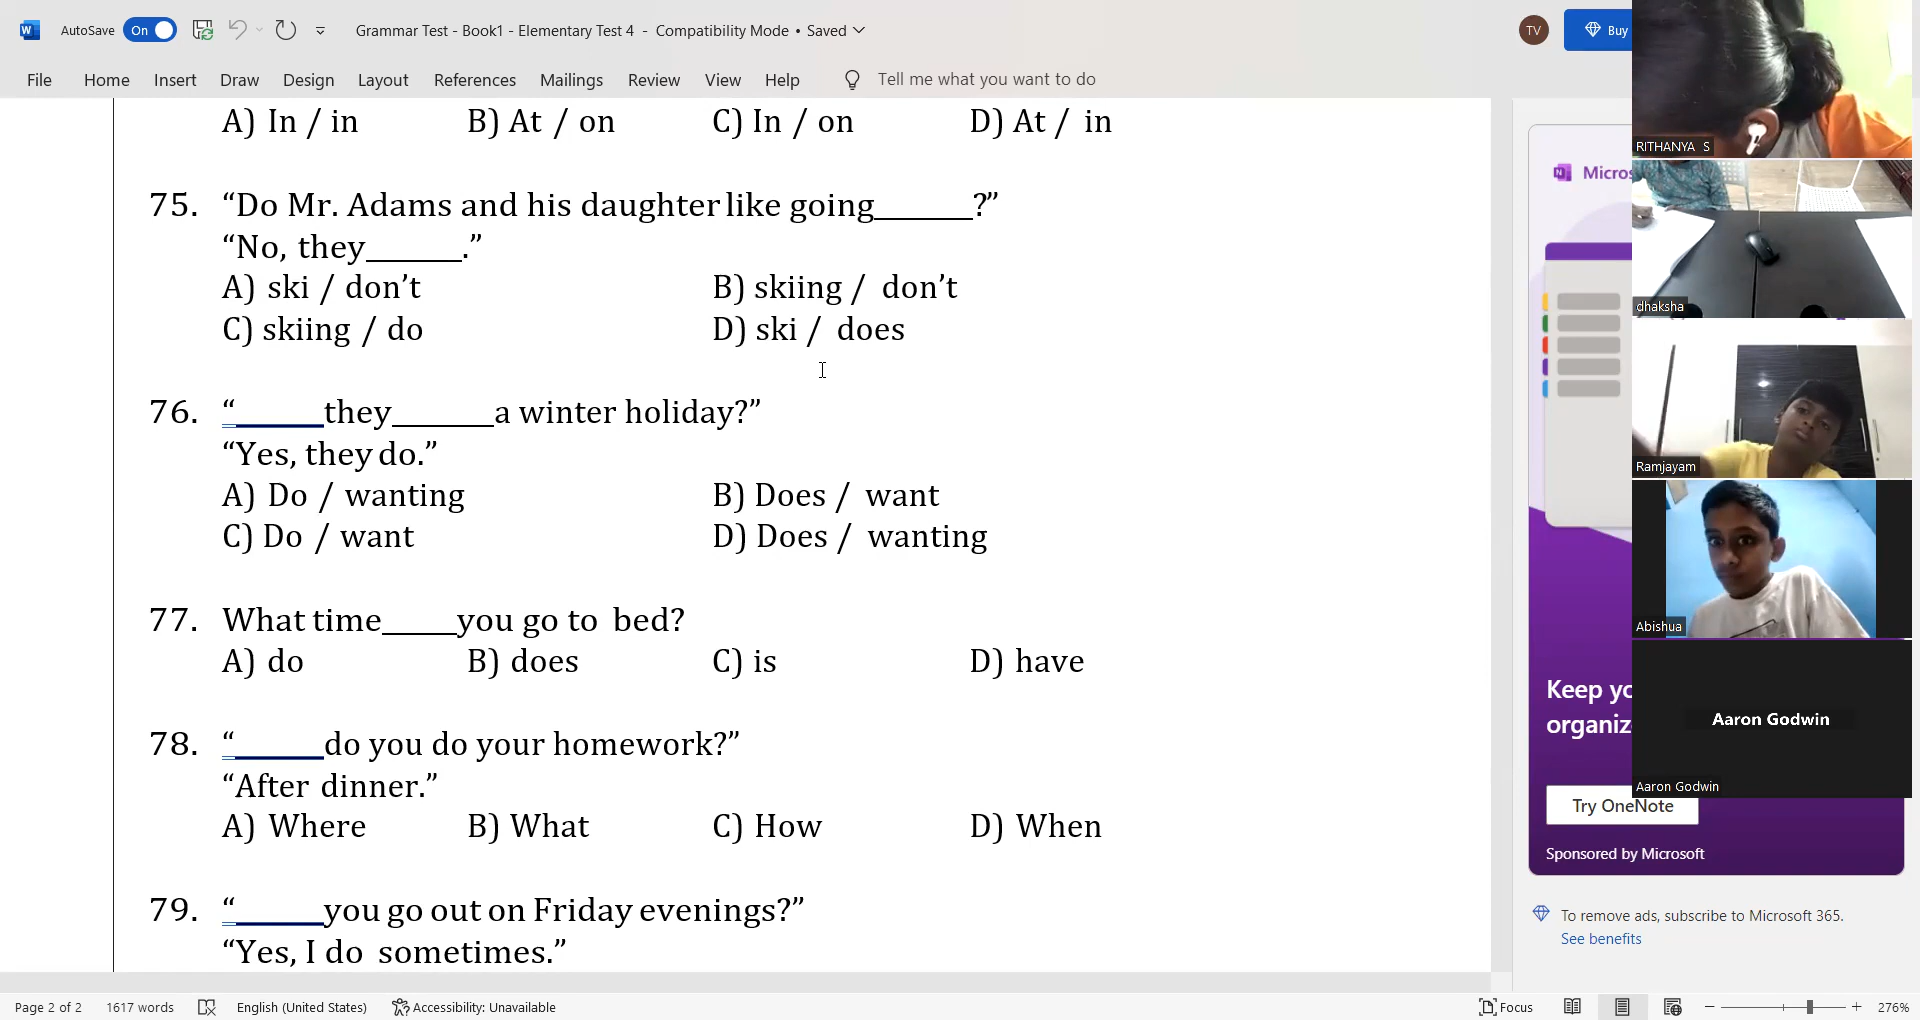 AutoSave On Grammar Test - Book1 - Elementary Test 4 - Compatibility Mode • Saved TV Buy
File Home Insert Draw Design Layout References Mailings Review View Help Tell me what you want to do
A) In / in B) At / on C) In / on D) At / in
75. “Do Mr. Adams and his daughter like going_______?”
“No, they_______.”
A) ski / don’t B) skiing / don’t
C) skiing / do D) ski / does
76. “______they_______a winter holiday?”
“Yes, they do.”
A) Do / wanting B) Does / want
C) Do / want D) Does / wanting
77. What time_____you go to bed?
A) do B) does C) is D) have
78. “______do you do your homework?”
“After dinner.”
A) Where B) What C) How D) When
79. “______you go out on Friday evenings?”
“Yes, I do sometimes.”
RITHANYA S
dhaksha
Ramjayam
Abishua
Aaron Godwin
Aaron Godwin
Try OneNote
Sponsored by Microsoft
To remove ads, subscribe to Microsoft 365.
See benefits
Page 2 of 2 1617 words English (United States) Accessibility: Unavailable Focus 276%